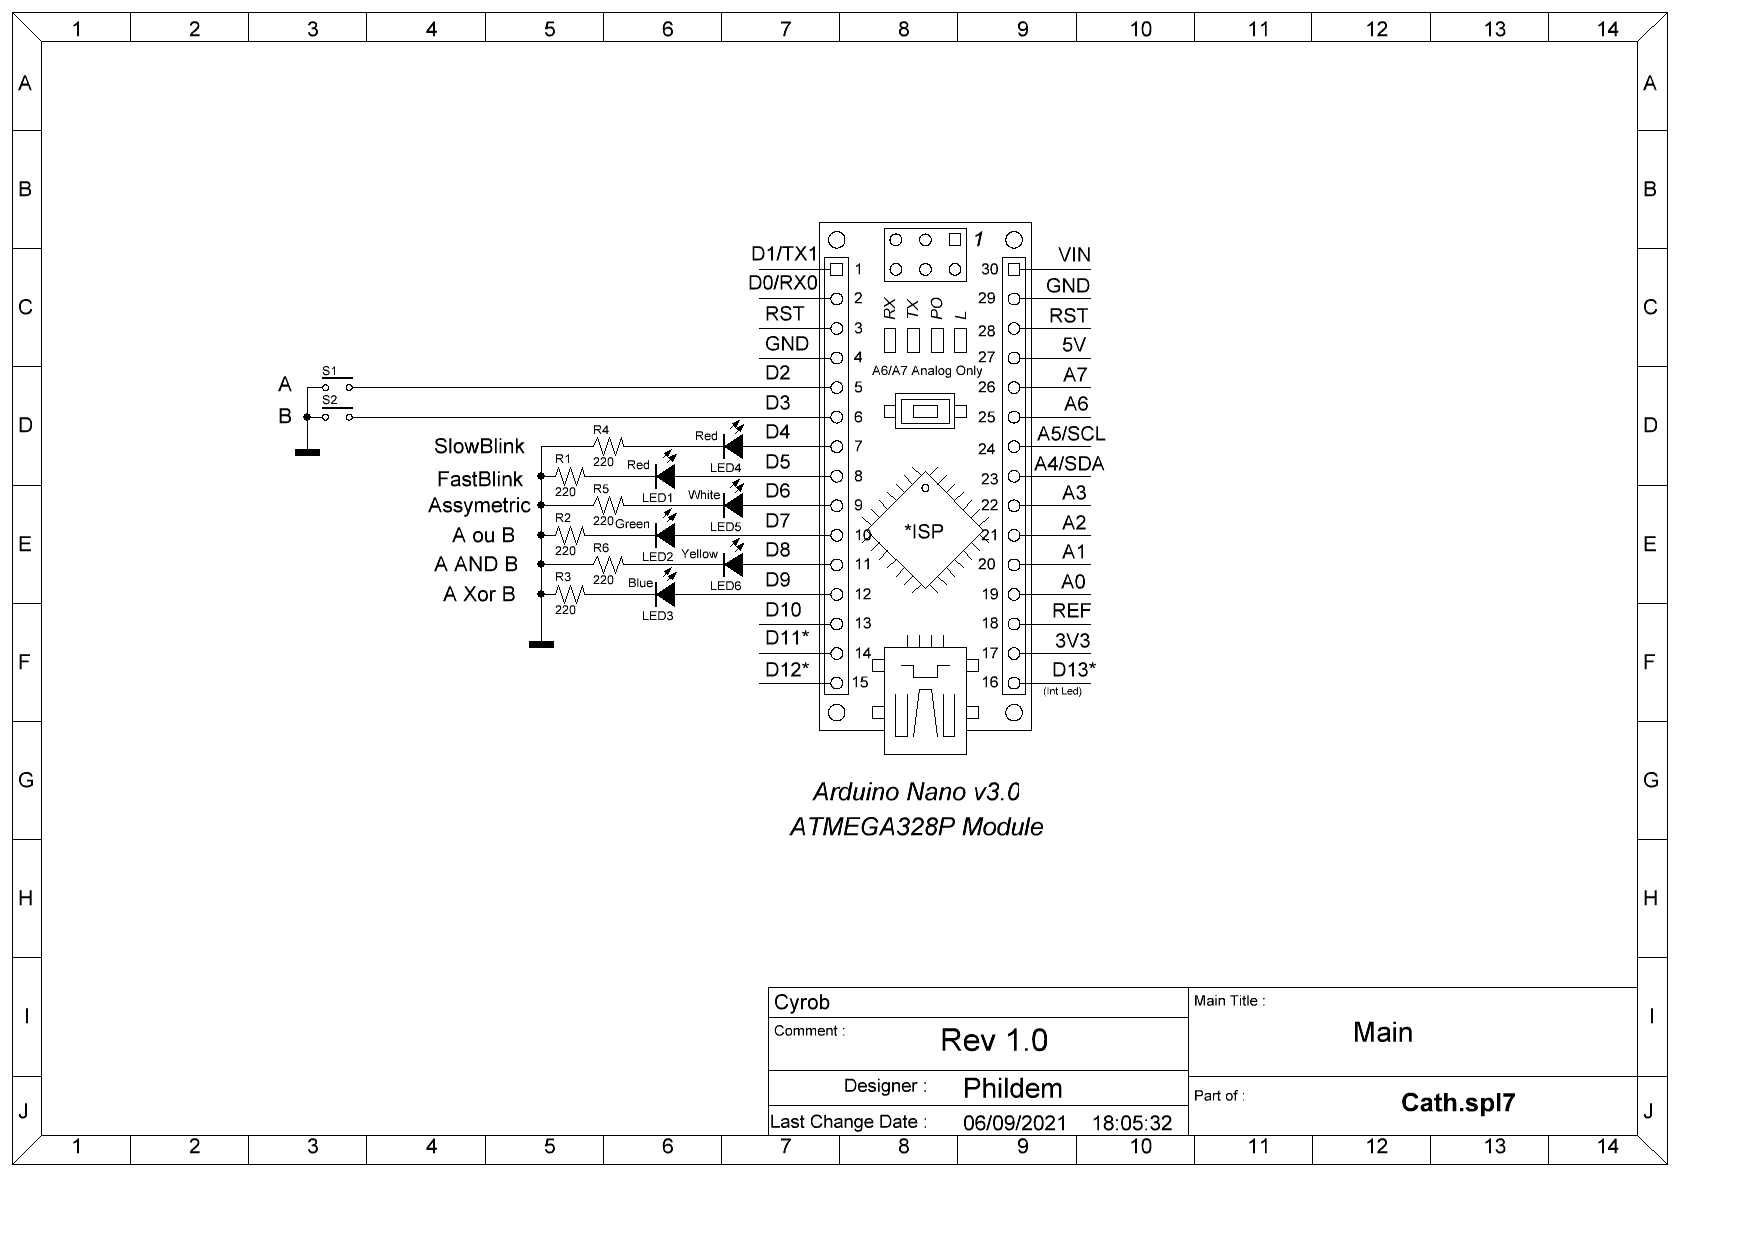 1 2 3 4 5 6 7 8 9 10 11 12 13 14
A A
B B
C C
D D
E E
F F
G G
H H
I I
J J
1
D1/TX1 1 30 VIN
D0/RX0 2 29 GND
RST 3 28 RST
GND 4 27 5V
D2 5 26 A7
D3 6 25 A6
D4 7 24 A5/SCL
D5 8 23 A4/SDA
D6 9 22 A3
D7 10 21 A2
D8 11 20 A1
D9 12 19 A0
D10 13 18 REF
D11* 14 17 3V3
D12* 15 16 D13*
(Int Led)
RX TX PO L
A6/A7 Analog Only
*ISP
A S1
B S2
SlowBlink R4 220 Red LED4
FastBlink R1 220 Red LED1
Assymetric R5 220 White LED5
A ou B R2 220 Green LED2
A AND B R6 220 Yellow LED6
A Xor B R3 220 Blue LED3
Arduino Nano v3.0
ATMEGA328P Module
Cyrob
Comment : Rev 1.0
Designer : Phildem
Last Change Date : 06/09/2021 18:05:32
Main Title :
Main
Part of : Cath.spl7
1 2 3 4 5 6 7 8 9 10 11 12 13 14